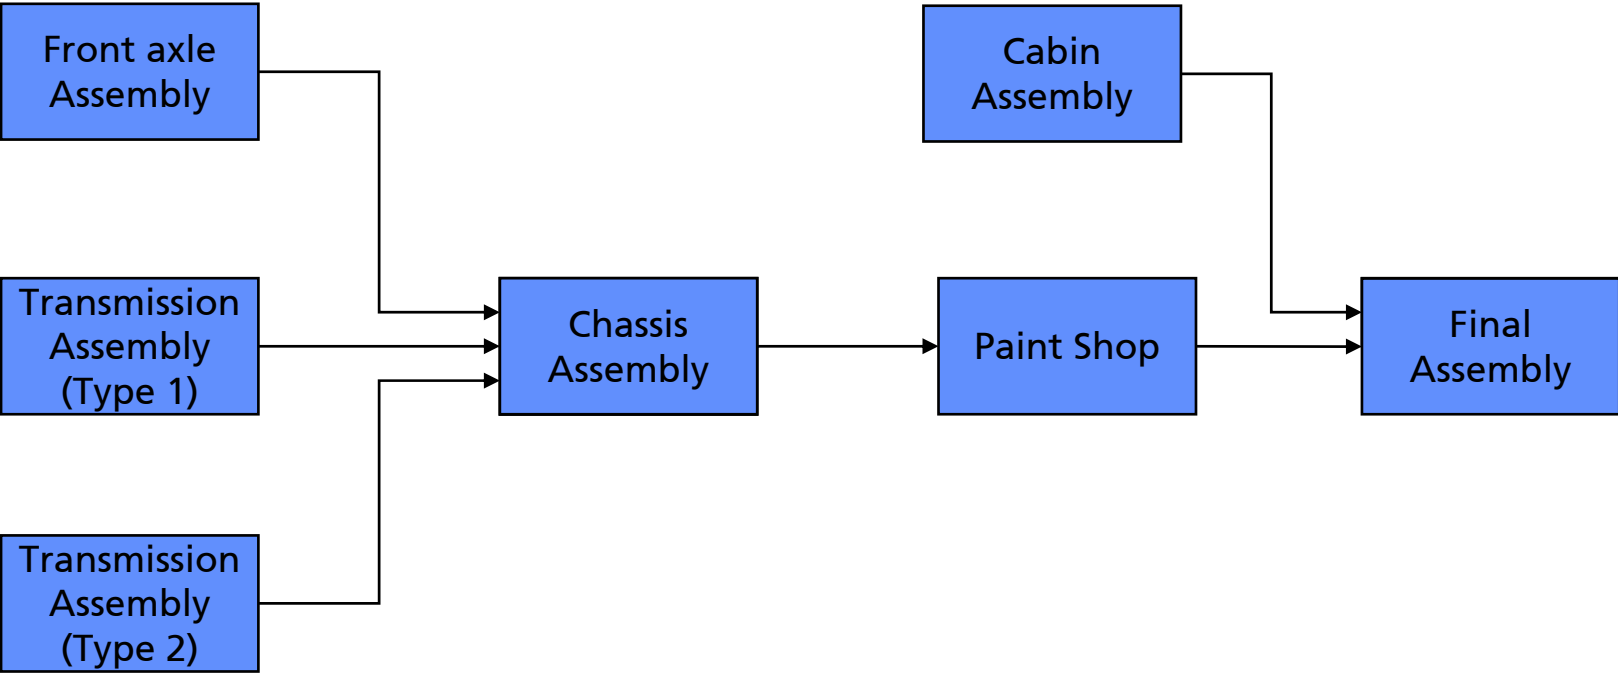 Front axle
Assembly
Cabin
Assembly
Transmission
Assembly
(Type 1)
Chassis
Assembly
Paint Shop
Final
Assembly
Transmission
Assembly
(Type 2)